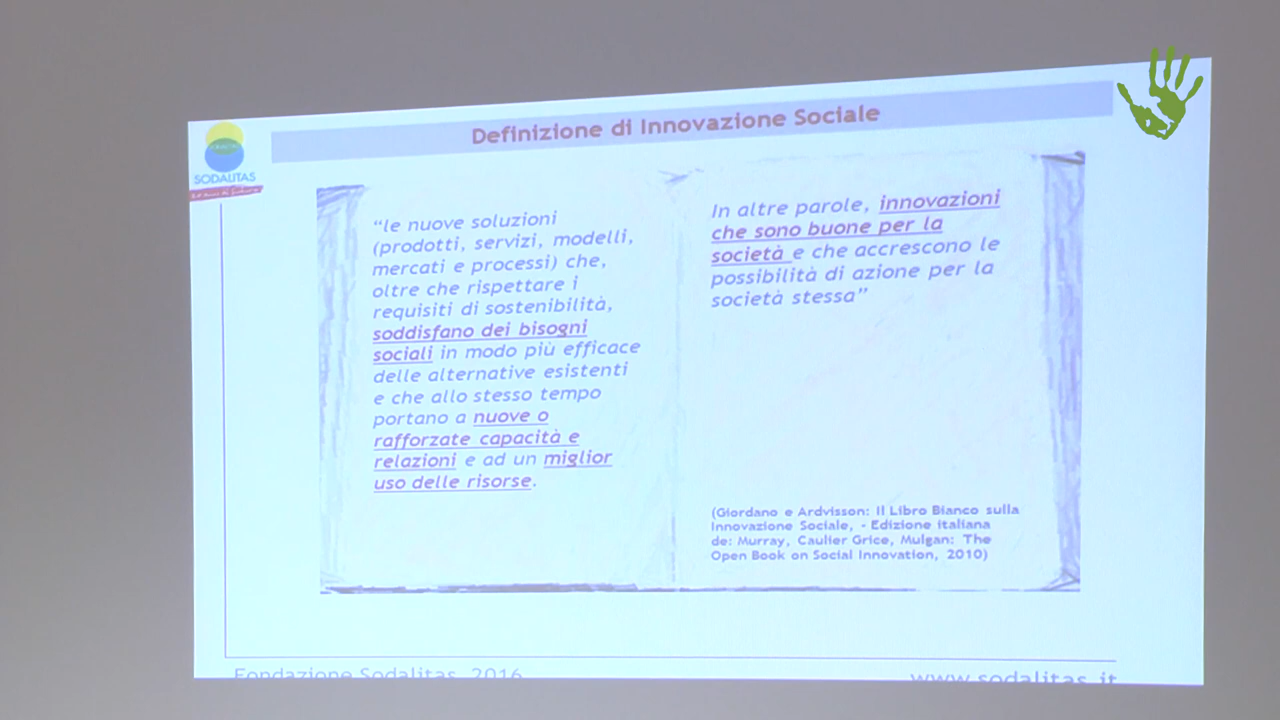 Definizione di Innovazione Sociale
SODALITAS
“le nuove soluzioni
(prodotti, servizi, modelli,
mercati e processi) che,
oltre che rispettare i
requisiti di sostenibilità,
soddisfano dei bisogni
sociali in modo più efficace
delle alternative esistenti
e che allo stesso tempo
portano a nuove o
rafforzate capacità e
relazioni e ad un miglior
uso delle risorse.
In altre parole, innovazioni
che sono buone per la
società e che accrescono le
possibilità di azione per la
società stessa”
(Giordano e Ardvisson: Il Libro Bianco sulla
Innovazione Sociale, - Edizione italiana
de: Murray, Caulier Grice, Mulgan: The
Open Book on Social Innovation, 2010)
Fondazione Sodalitas, 2016
www.sodalitas.it